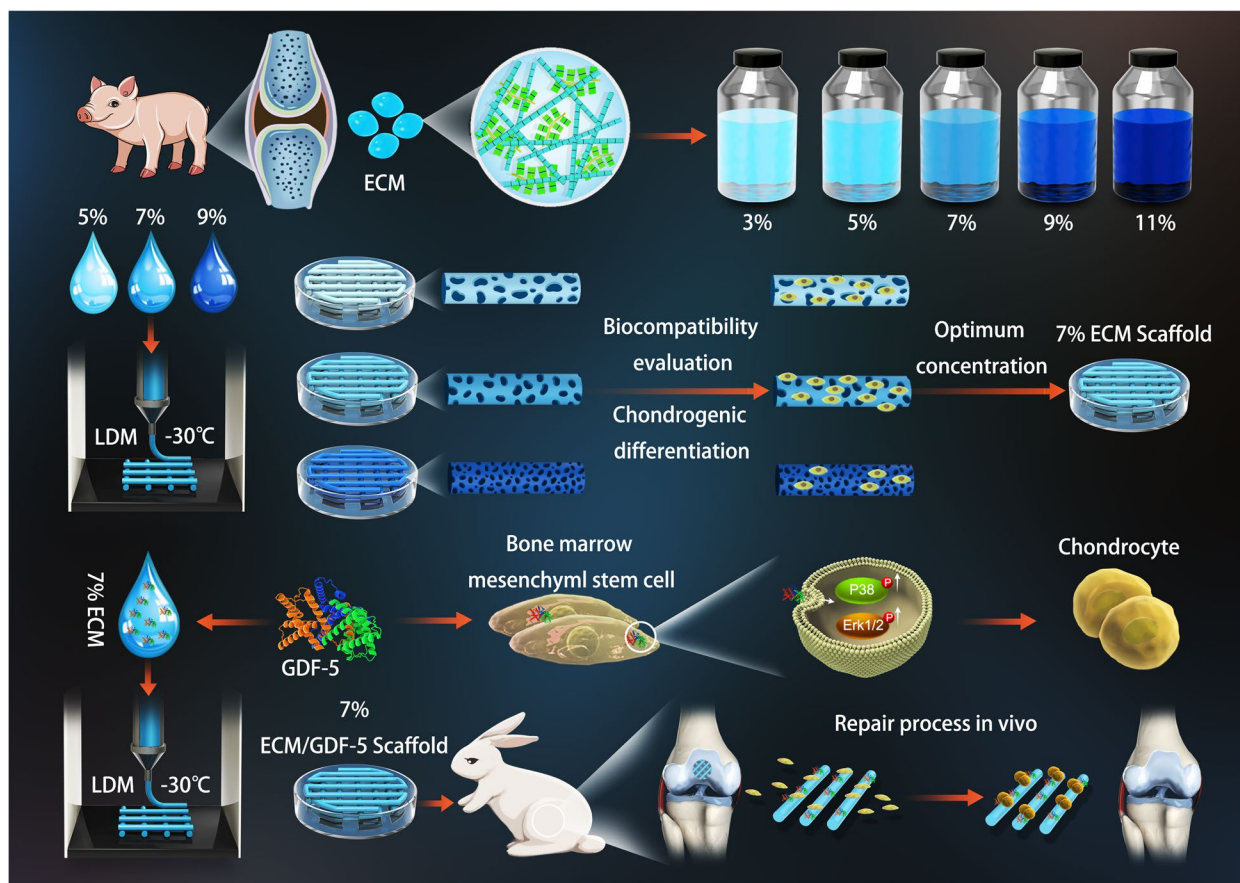 ECM
3%
5%
7%
9%
11%
5%
7%
9%
LDM
-30℃
Biocompatibility
evaluation
Chondrogenic
differentiation
Optimum
concentration
7% ECM Scaffold
7% ECM
GDF-5
Bone marrow
mesenchyml stem cell
P38
P
Erk1/2
P
Chondrocyte
LDM
-30℃
7%
ECM/GDF-5 Scaffold
Repair process in vivo